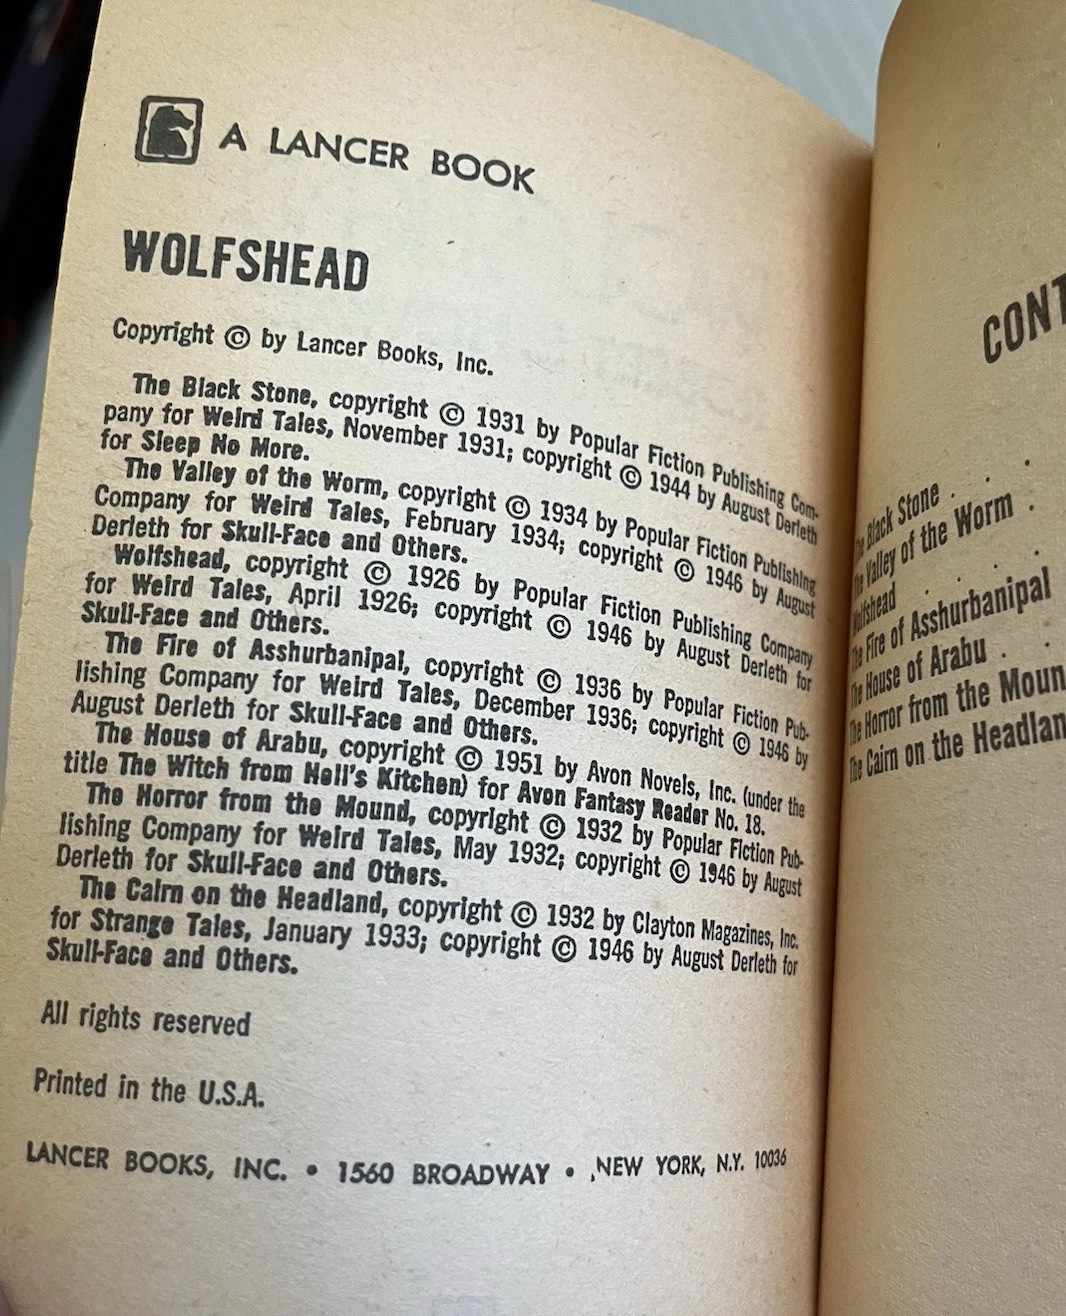 A LANCER BOOK
WOLFSHEAD
Copyright © by Lancer Books, Inc.
The Black Stone, copyright © 1931 by Popular Fiction Publishing Com-
pany for Weird Tales, November 1931; copyright © 1944 by August Derleth
for Sleep No More.
The Valley of the Worm, copyright © 1934 by Popular Fiction Publishing
Company for Weird Tales, February 1934; copyright © 1946 by August
Derleth for Skull-Face and Others.
Wolfshead, copyright © 1926 by Popular Fiction Publishing Company
for Weird Tales, April 1926; copyright © 1946 by August Derleth for
Skull-Face and Others.
The Fire of Asshurbanipal, copyright © 1936 by Popular Fiction Pub-
lishing Company for Weird Tales, December 1936; copyright © 1946 by
August Derleth for Skull-Face and Others.
The House of Arabu, copyright © 1951 by Avon Novels, Inc. (under the
title The Witch from Hell's Kitchen) for Avon Fantasy Reader No. 18.
The Horror from the Mound, copyright © 1932 by Popular Fiction Pub-
lishing Company for Weird Tales, May 1932; copyright © 1946 by August
Derleth for Skull-Face and Others.
The Cairn on the Headland, copyright © 1932 by Clayton Magazines, Inc.
for Strange Tales, January 1933; copyright © 1946 by August Derleth for
Skull-Face and Others.
All rights reserved
Printed in the U.S.A.
LANCER BOOKS, INC. • 1560 BROADWAY • NEW YORK, N.Y. 10036
CONT
The Black Stone . .
The Valley of the Worm .
Wolfshead . . . .
The Fire of Asshurbanipal
The House of Arabu . .
The Horror from the Moun
The Cairn on the Headlan